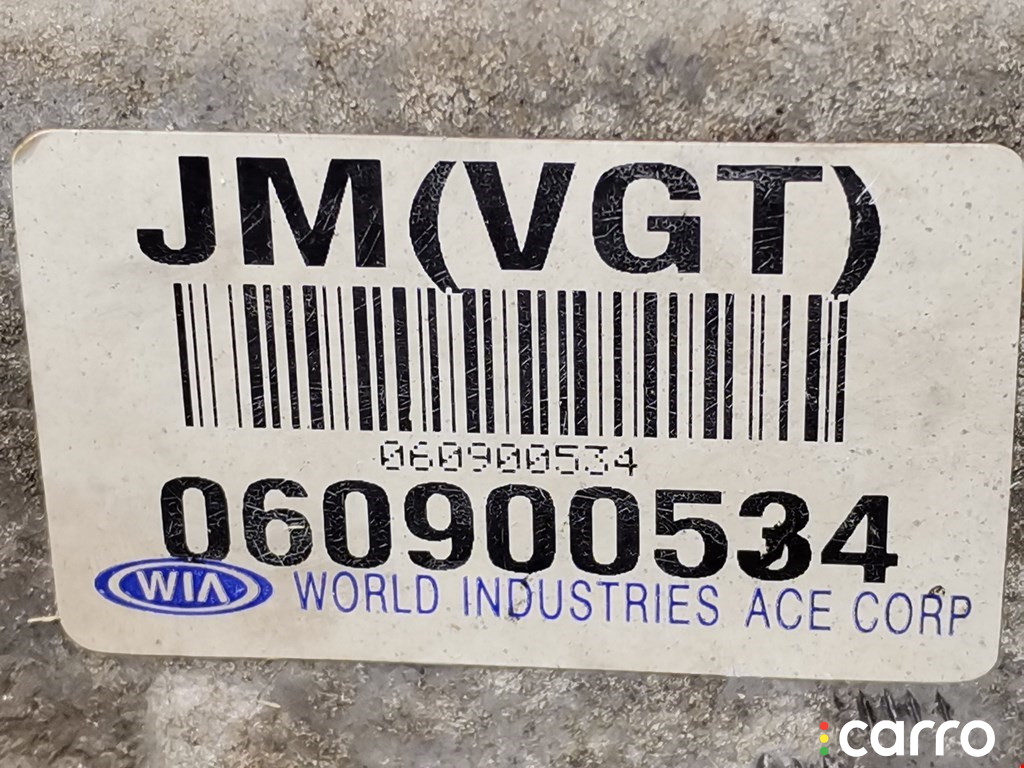 JM(VGT)
060900534
060900534
WIA WORLD INDUSTRIES ACE CORP
carro